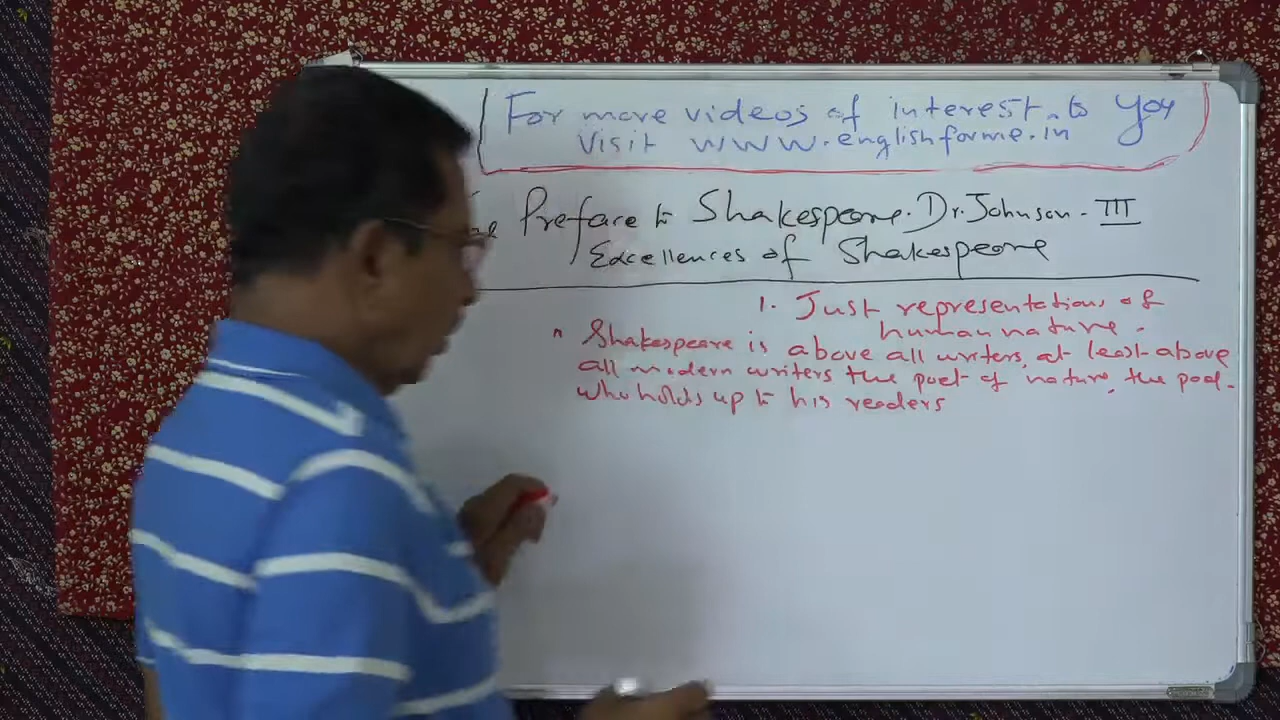 For more videos of interest to you
Visit www.englishforme.in
Preface to Shakespeare. Dr. Johnson - III
Excellences of Shakespeare
1. Just representations of
human nature.
" Shakespeare is above all writers, at least above
all modern writers the poet of nature, the poet
who holds up to his readers